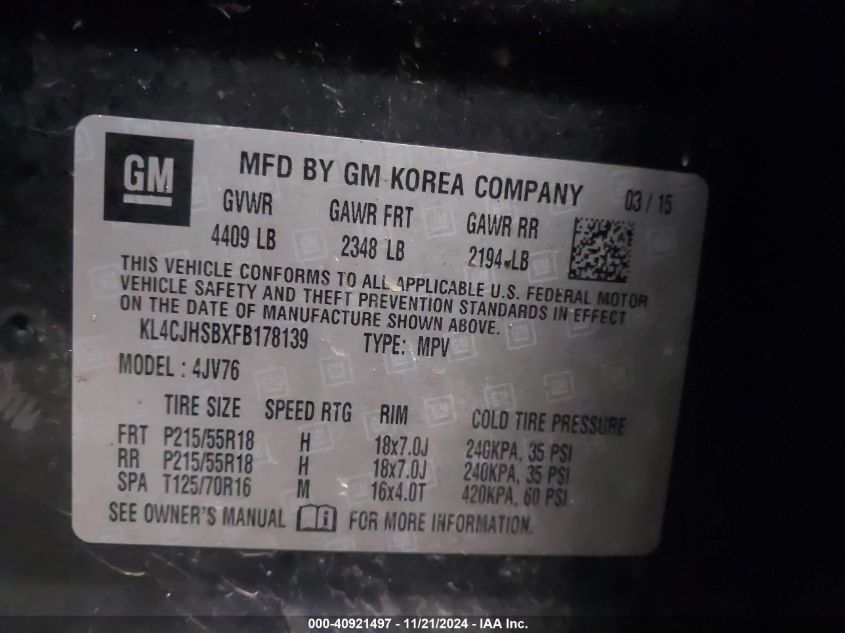 GM
MFD BY GM KOREA COMPANY 03 / 15
GVWR GAWR FRT GAWR RR
4409 LB 2348 LB 2194 LB
THIS VEHICLE CONFORMS TO ALL APPLICABLE U.S. FEDERAL MOTOR
VEHICLE SAFETY AND THEFT PREVENTION STANDARDS IN EFFECT
ON THE DATE OF MANUFACTURE SHOWN ABOVE.
KL4CJHSBXFB178139 TYPE: MPV
MODEL : 4JV76
TIRE SIZE SPEED RTG RIM COLD TIRE PRESSURE
FRT P215/55R18 H 18x7.0J 240KPA, 35 PSI
RR P215/55R18 H 18x7.0J 240KPA, 35 PSI
SPA T125/70R16 M 16x4.0T 420KPA, 60 PSI
SEE OWNER'S MANUAL i FOR MORE INFORMATION.
000-40921497 - 11/21/2024 - IAA Inc.